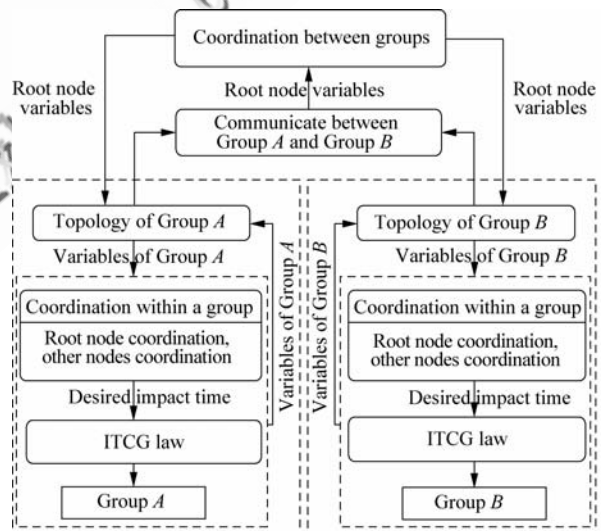 Coordination between groups
Root node
variables
Root node variables
Root node
variables
Communicate between
Group A and Group B
Topology of Group A
Variables of Group A
Coordination within a group
Root node coordination,
other nodes coordination
Desired impact time
ITCG law
Group A
Variables of Group A
Topology of Group B
Variables of Group B
Coordination within a group
Root node coordination,
other nodes coordination
Desired impact time
ITCG law
Group B
Variables of Group B